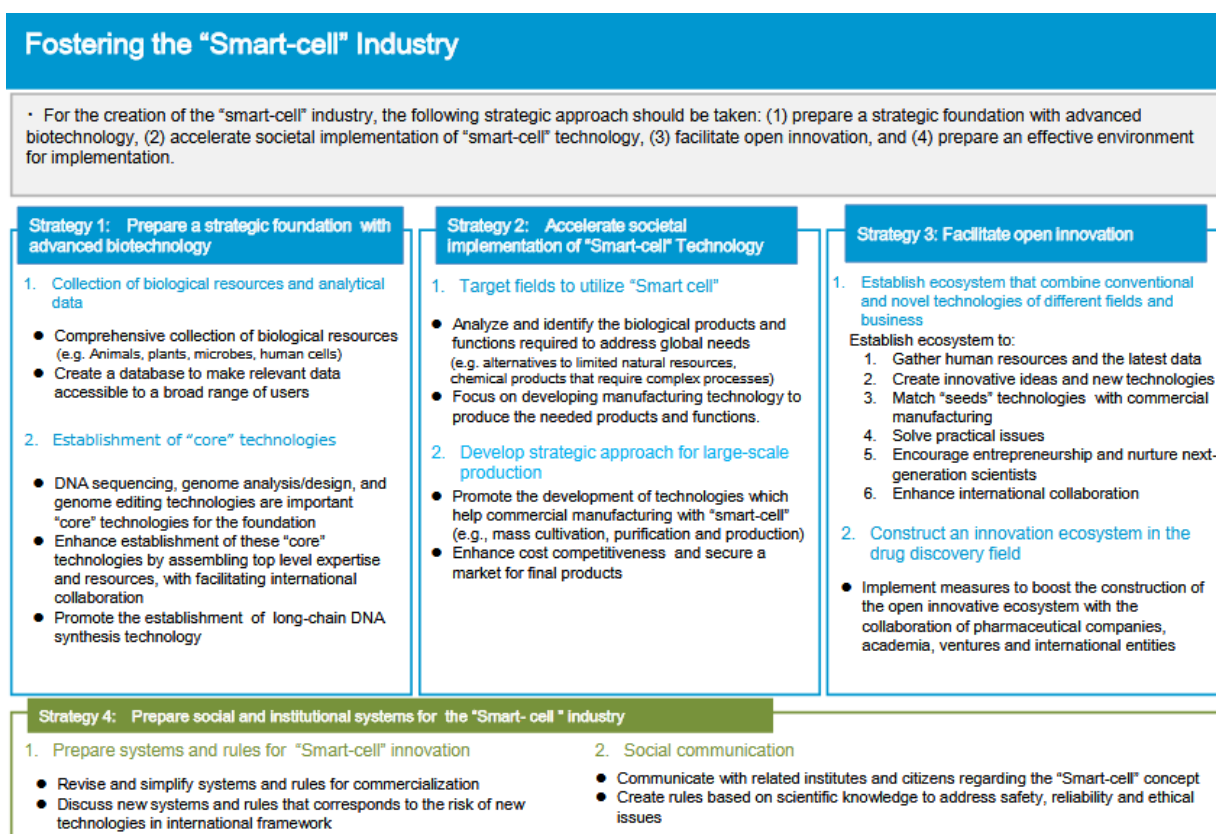 Fostering the “Smart-cell” Industry
・ For the creation of the “smart-cell” industry, the following strategic approach should be taken: (1) prepare a strategic foundation with advanced
biotechnology, (2) accelerate societal implementation of “smart-cell” technology, (3) facilitate open innovation, and (4) prepare an effective environment
for implementation.
Strategy 1: Prepare a strategic foundation with
advanced biotechnology
1. Collection of biological resources and analytical
data
● Comprehensive collection of biological resources
(e.g. Animals, plants, microbes, human cells)
● Create a database to make relevant data
accessible to a broad range of users
2. Establishment of “core” technologies
● DNA sequencing, genome analysis/design, and
genome editing technologies are important
“core” technologies for the foundation
● Enhance establishment of these “core”
technologies by assembling top level expertise
and resources, with facilitating international
collaboration
● Promote the establishment of long-chain DNA
synthesis technology
Strategy 2: Accelerate societal
implementation of "Smart-cell" Technology
1. Target fields to utilize “Smart cell”
● Analyze and identify the biological products and
functions required to address global needs
(e.g. alternatives to limited natural resources,
chemical products that require complex processes)
● Focus on developing manufacturing technology to
produce the needed products and functions.
2. Develop strategic approach for large-scale
production
● Promote the development of technologies which
help commercial manufacturing with “smart-cell”
(e.g., mass cultivation, purification and production)
● Enhance cost competitiveness and secure a
market for final products
Strategy 3: Facilitate open innovation
1. Establish ecosystem that combine conventional
and novel technologies of different fields and
business
Establish ecosystem to:
1. Gather human resources and the latest data
2. Create innovative ideas and new technologies
3. Match “seeds” technologies with commercial
manufacturing
4. Solve practical issues
5. Encourage entrepreneurship and nurture next-
generation scientists
6. Enhance international collaboration
2. Construct an innovation ecosystem in the
drug discovery field
● Implement measures to boost the construction of
the open innovative ecosystem with the
collaboration of pharmaceutical companies,
academia, ventures and international entities
Strategy 4: Prepare social and institutional systems for the “Smart- cell ” industry
1. Prepare systems and rules for “Smart-cell” innovation
● Revise and simplify systems and rules for commercialization
● Discuss new systems and rules that corresponds to the risk of new
technologies in international framework
2. Social communication
● Communicate with related institutes and citizens regarding the “Smart-cell” concept
● Create rules based on scientific knowledge to address safety, reliability and ethical
issues